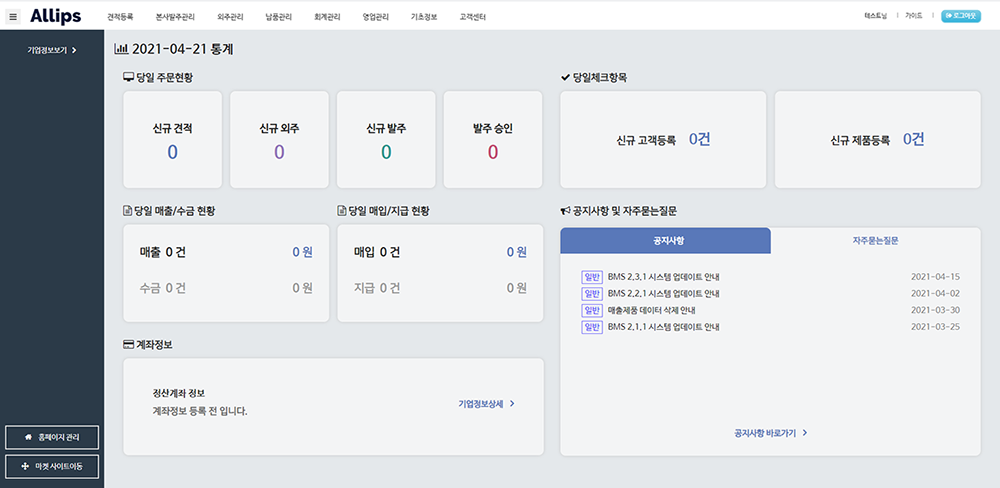 Allips 견적등록 본사발주관리 외주관리 납품관리 회계관리 영업관리 기초정보 고객센터 테스트님 가이드 로그아웃
기업정보보기
2021-04-21 통계
당일 주문현황
신규 견적 신규 외주 신규 발주 발주 승인
0 0 0 0
당일체크항목
신규 고객등록 0건 신규 제품등록 0건
당일 매출/수금 현황
매출 0 건 0 원
수금 0 건 0 원
당일 매입/지급 현황
매입 0 건 0 원
지급 0 건 0 원
공지사항 및 자주묻는질문
공지사항 자주묻는질문
일반 BMS 2,3,1 시스템 업데이트 안내 2021-04-15
일반 BMS 2,2,1 시스템 업데이트 안내 2021-04-02
일반 매출제품 데이터 삭제 안내 2021-03-30
일반 BMS 2,1,1 시스템 업데이트 안내 2021-03-25
공지사항 바로가기
계좌정보
정산계좌 정보
계좌정보 등록 전 입니다.
기업정보상세
홈페이지 관리
마켓 사이트이동